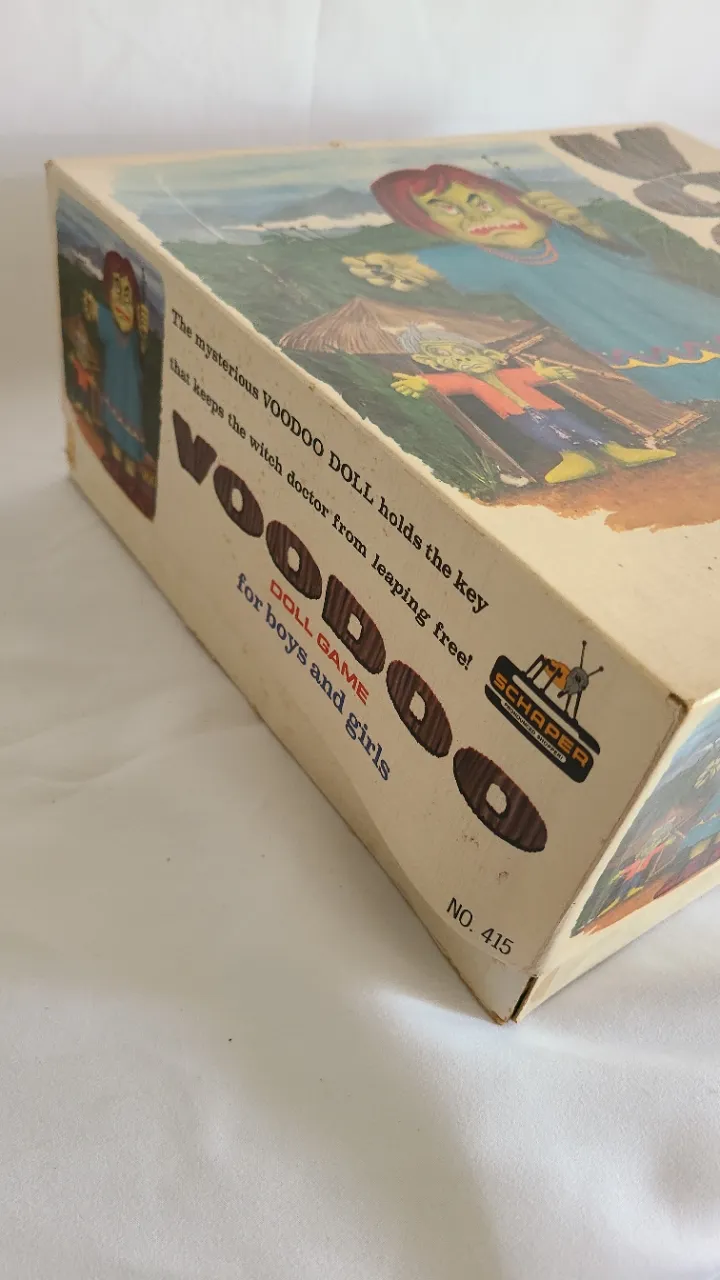 VO
The mysterious VOODOO DOLL holds the key
that keeps the witch doctor from leaping free!
VOODOO
DOLL GAME
for boys and girls
SCHAPER
NO. 415